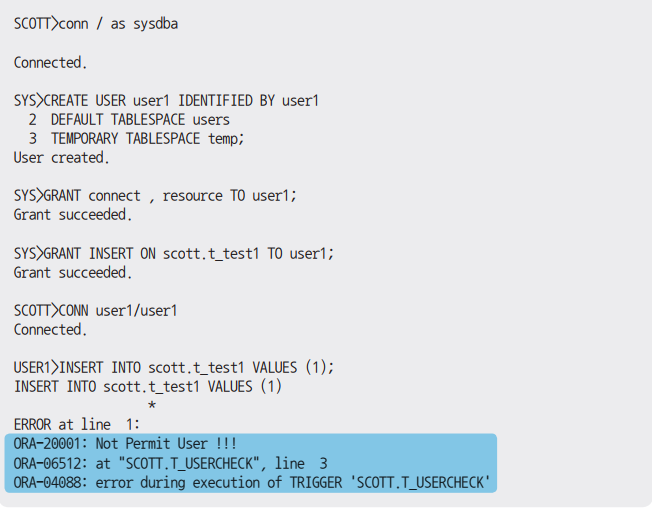 SCOTT>conn / as sysdba
Connected.
SYS>CREATE USER user1 IDENTIFIED BY user1
2 DEFAULT TABLESPACE users
3 TEMPORARY TABLESPACE temp;
User created.
SYS>GRANT connect , resource TO user1;
Grant succeeded.
SYS>GRANT INSERT ON scott.t_test1 TO user1;
Grant succeeded.
SCOTT>CONN user1/user1
Connected.
USER1>INSERT INTO scott.t_test1 VALUES (1);
INSERT INTO scott.t_test1 VALUES (1)
*
ERROR at line 1:
ORA-20001: Not Permit User !!!
ORA-06512: at "SCOTT.T_USERCHECK", line 3
ORA-04088: error during execution of TRIGGER 'SCOTT.T_USERCHECK'